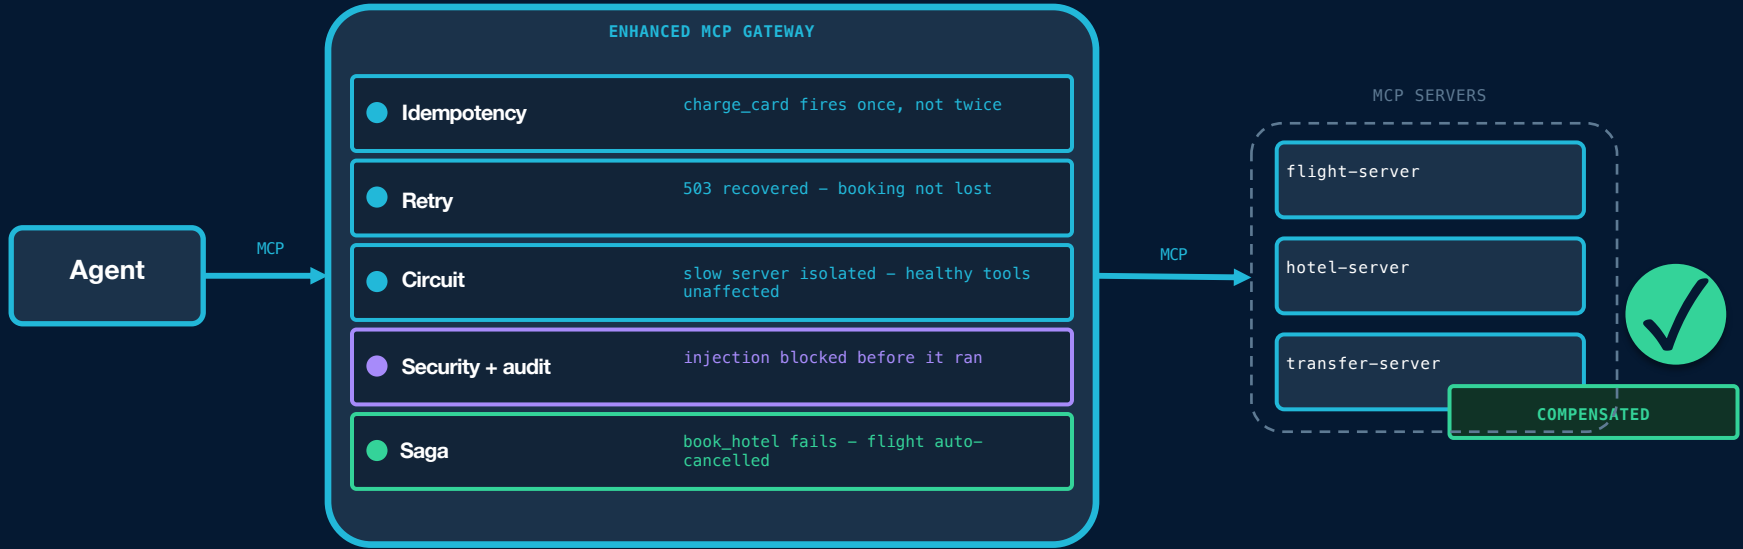 ENHANCED MCP GATEWAY
Idempotency
charge_card fires once, not twice
Retry
503 recovered – booking not lost
Circuit
slow server isolated – healthy tools
unaffected
Security + audit
injection blocked before it ran
Saga
book_hotel fails – flight auto-
cancelled
Agent
MCP
MCP
MCP SERVERS
flight-server
hotel-server
transfer-server
COMPENSATED